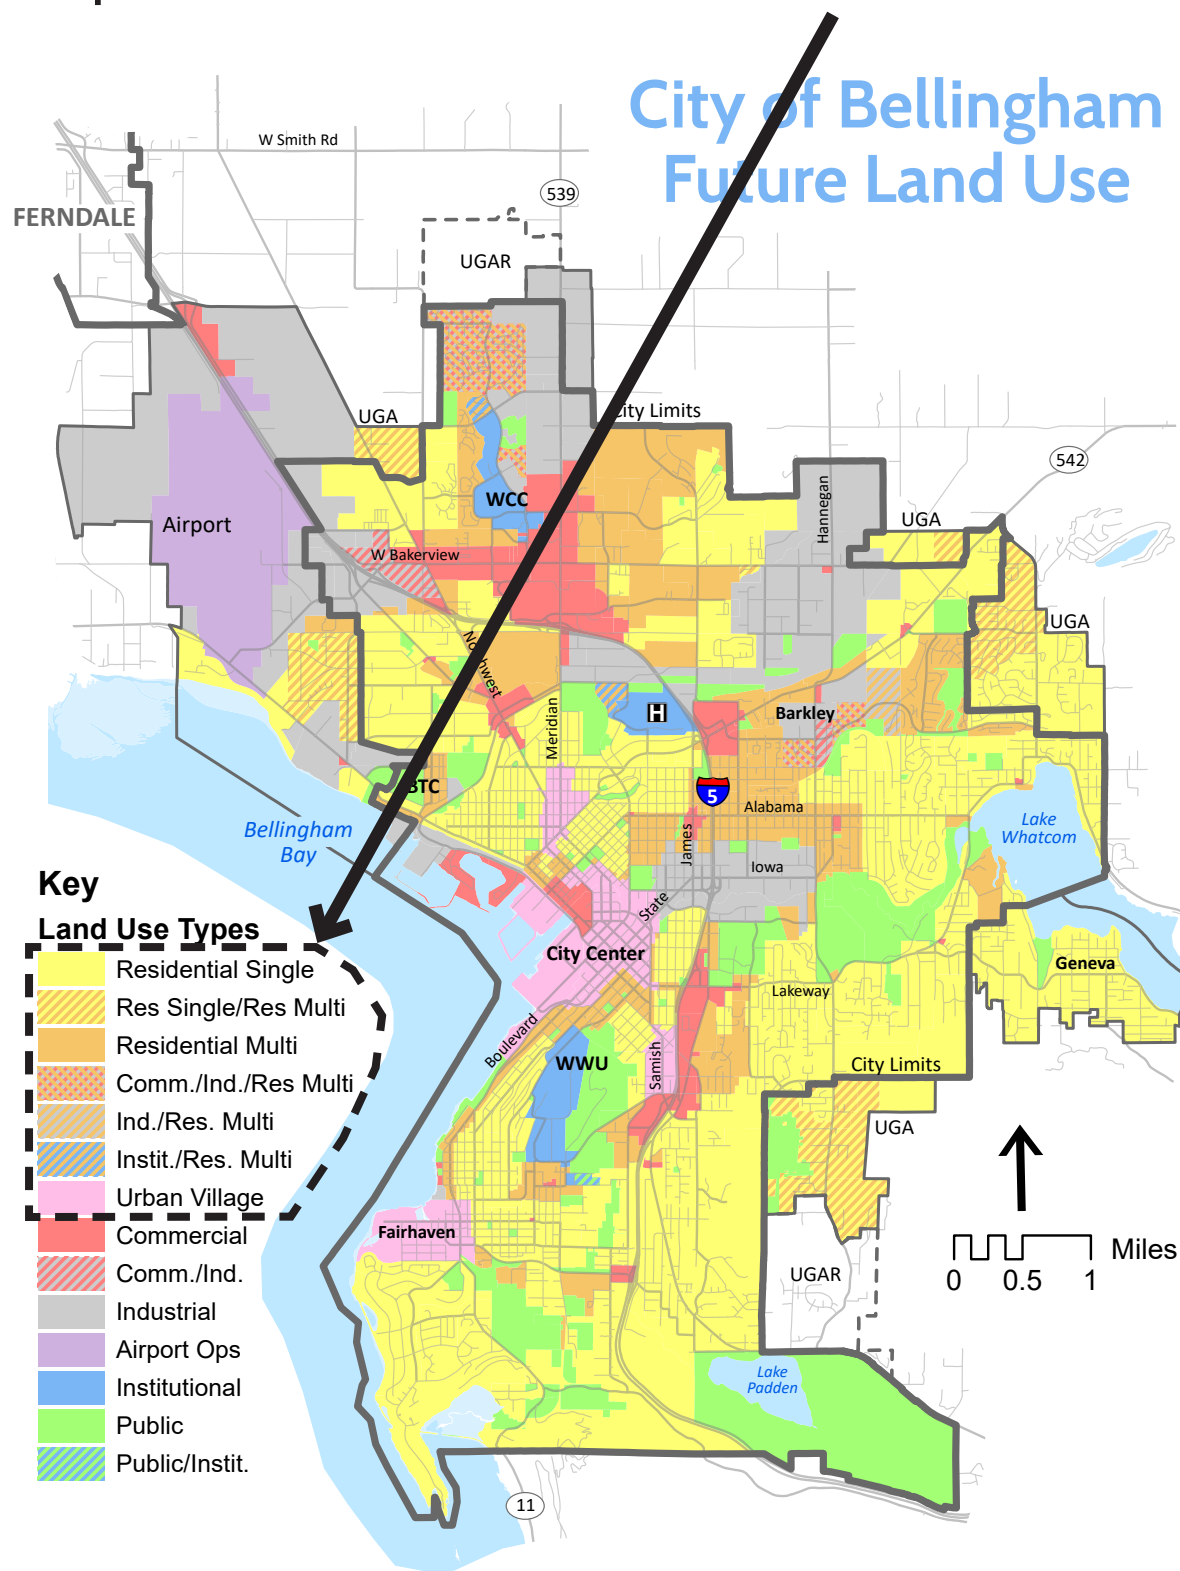 City of Bellingham
Future Land Use
W Smith Rd
539
FERNDALE
UGAR
UGA
City Limits
542
WCC
Hannegan
UGA
Airport
W Bakerview
UGA
Northwest
Meridian
H
Barkley
BTC
5
Alabama
Bellingham
Bay
James
Iowa
Lake
Whatcom
State
City Center
Geneva
Lakeway
Boulevard
WWU
Samish
City Limits
UGA
Fairhaven
UGAR
Miles
0 0.5 1
Lake
Padden
11
Key
Land Use Types
Residential Single
Res Single/Res Multi
Residential Multi
Comm./Ind./Res Multi
Ind./Res. Multi
Instit./Res. Multi
Urban Village
Commercial
Comm./Ind.
Industrial
Airport Ops
Institutional
Public
Public/Instit.